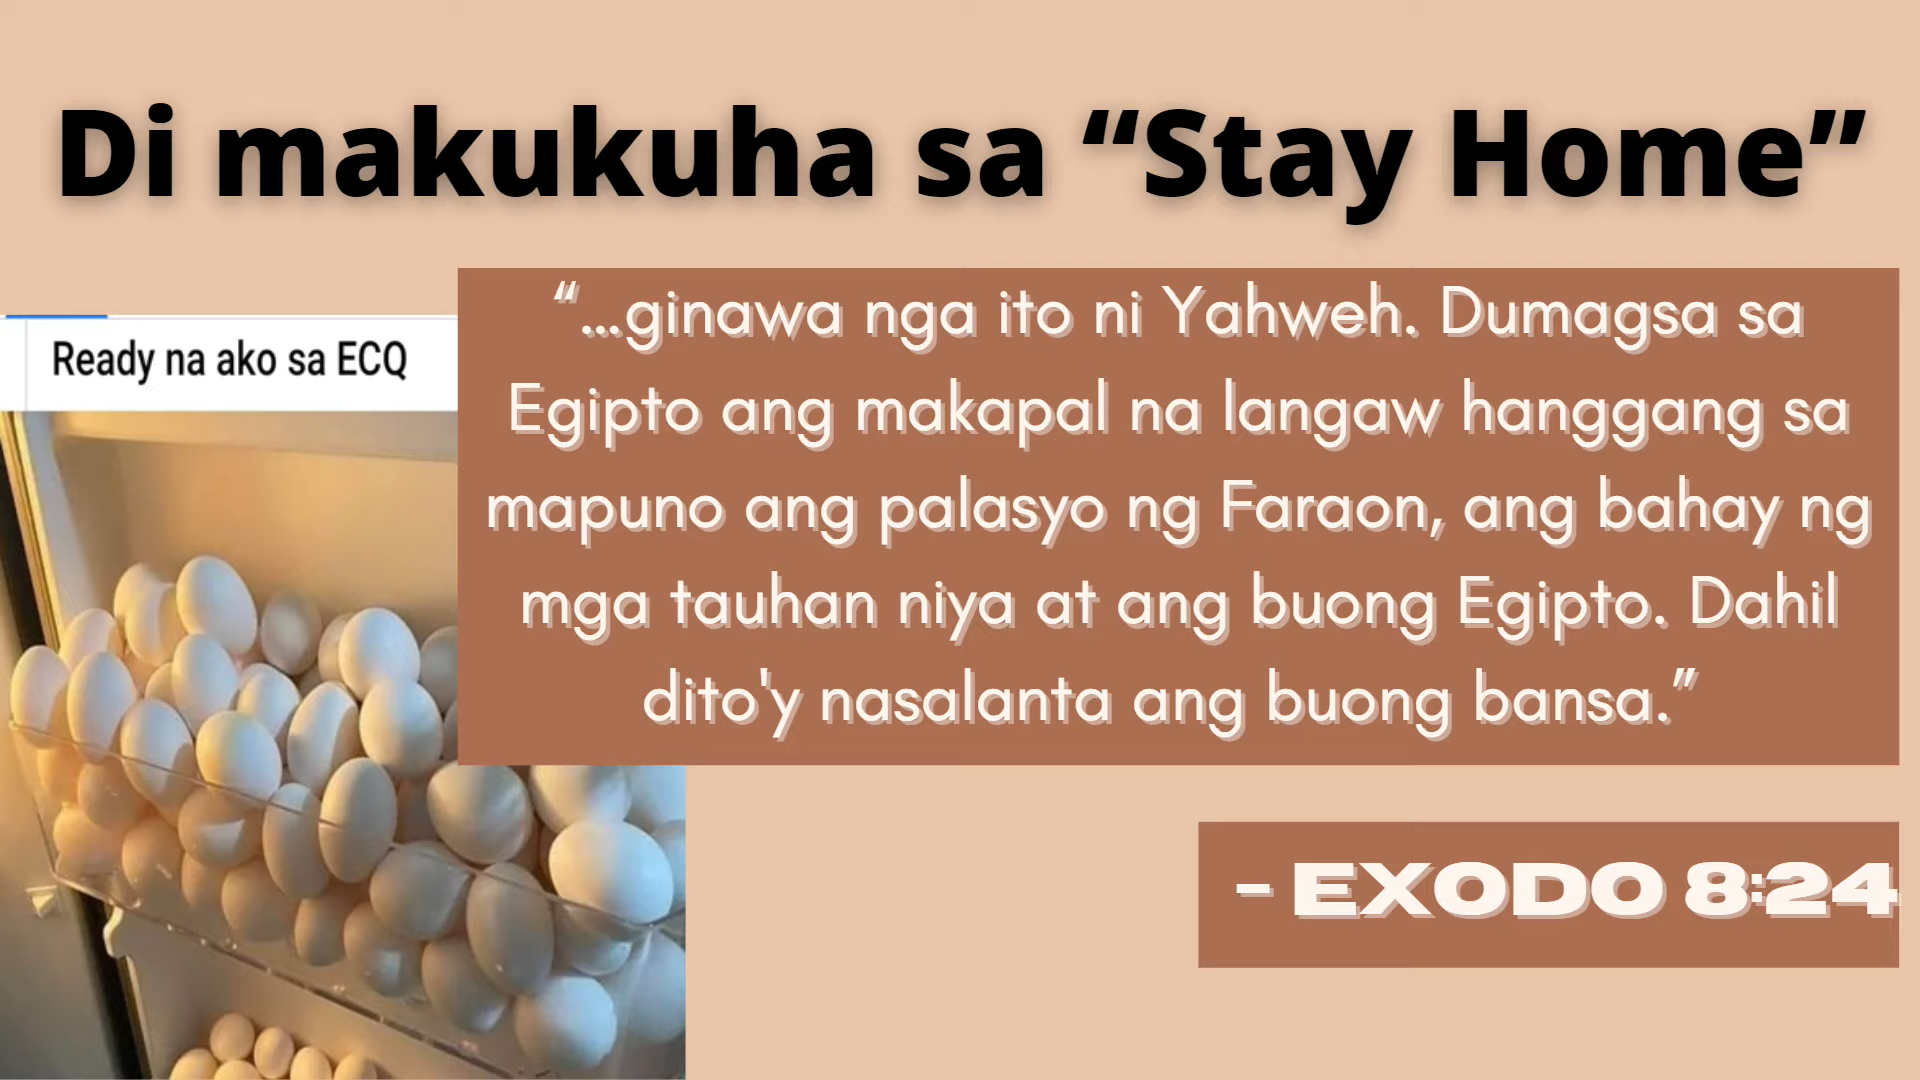 Di makukuha sa “Stay Home”
Ready na ako sa ECQ
“...ginawa nga ito ni Yahweh. Dumagsa sa
Egipto ang makapal na langaw hanggang sa
mapuno ang palasyo ng Faraon, ang bahay ng
mga tauhan niya at ang buong Egipto. Dahil
dito'y nasalanta ang buong bansa.”
- EXODO 8:24